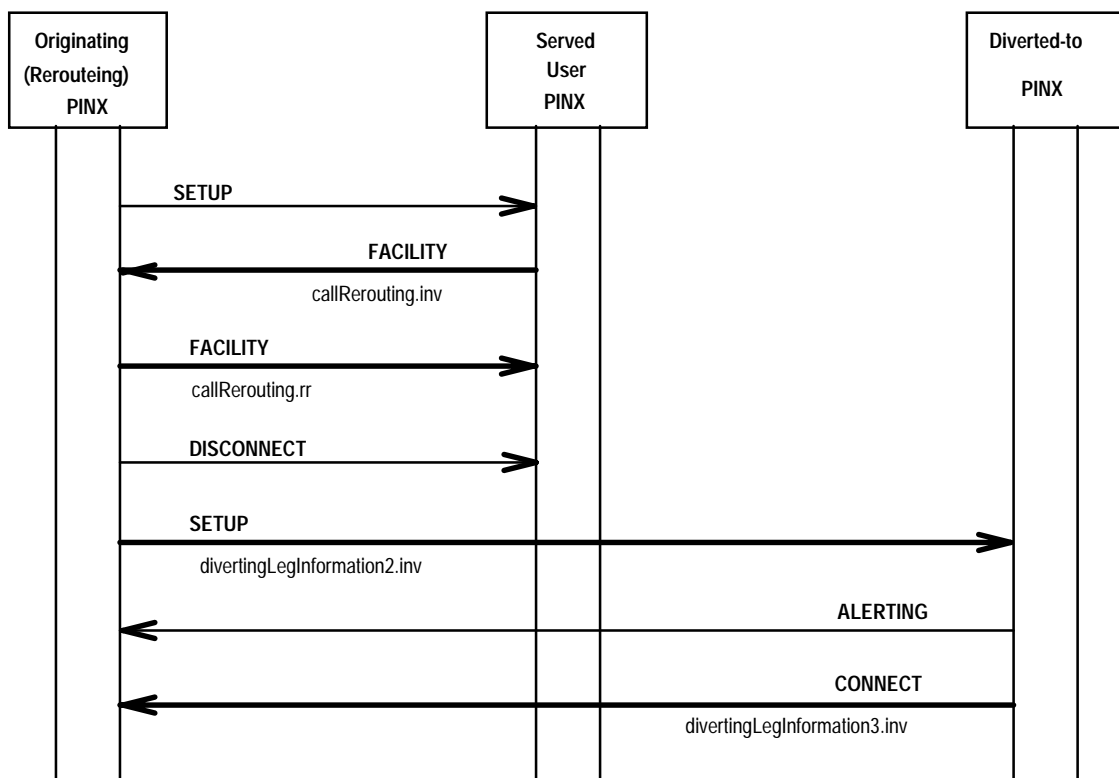 Originating
(Rerouteing)
PINX
Served
User
PINX
Diverted-to
PINX
SETUP
FACILITY
callRerouting.inv
FACILITY
callRerouting.rr
DISCONNECT
SETUP
divertingLegInformation2.inv
ALERTING
CONNECT
divertingLegInformation3.inv